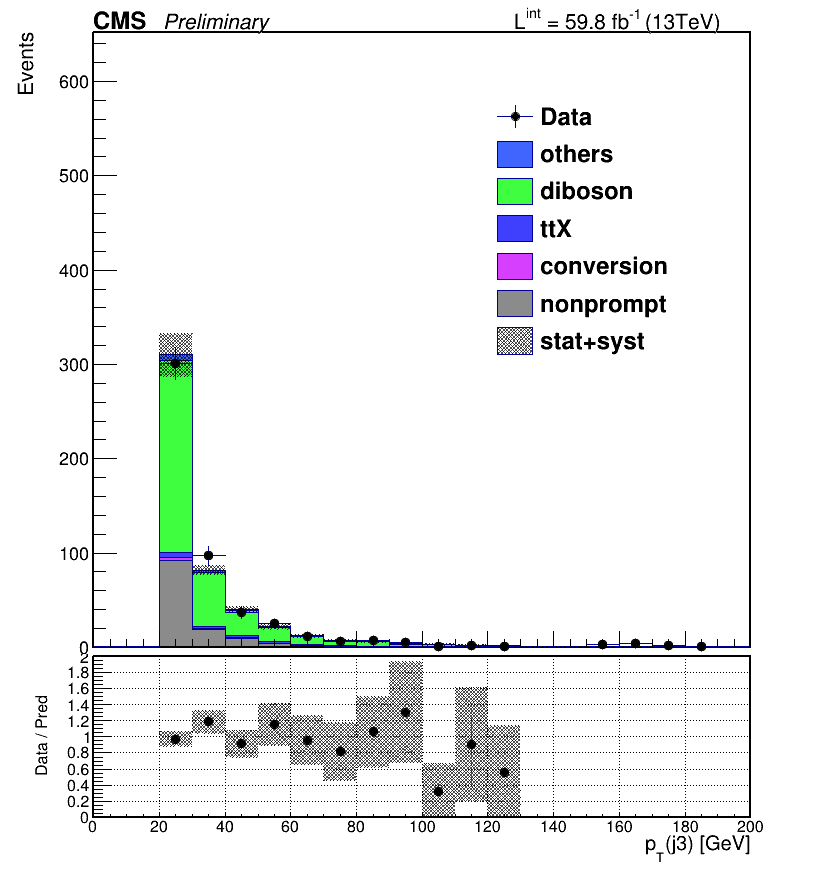 CMS Preliminary L^int = 59.8 fb^-1 (13TeV)
Events
600
500
400
300
200
100
0
Data
others
diboson
ttX
conversion
nonprompt
stat+syst
Data / Pred
2
1.8
1.6
1.4
1.2
1
0.8
0.6
0.4
0.2
0
0 20 40 60 80 100 120 140 160 180 200
p_T(j3) [GeV]